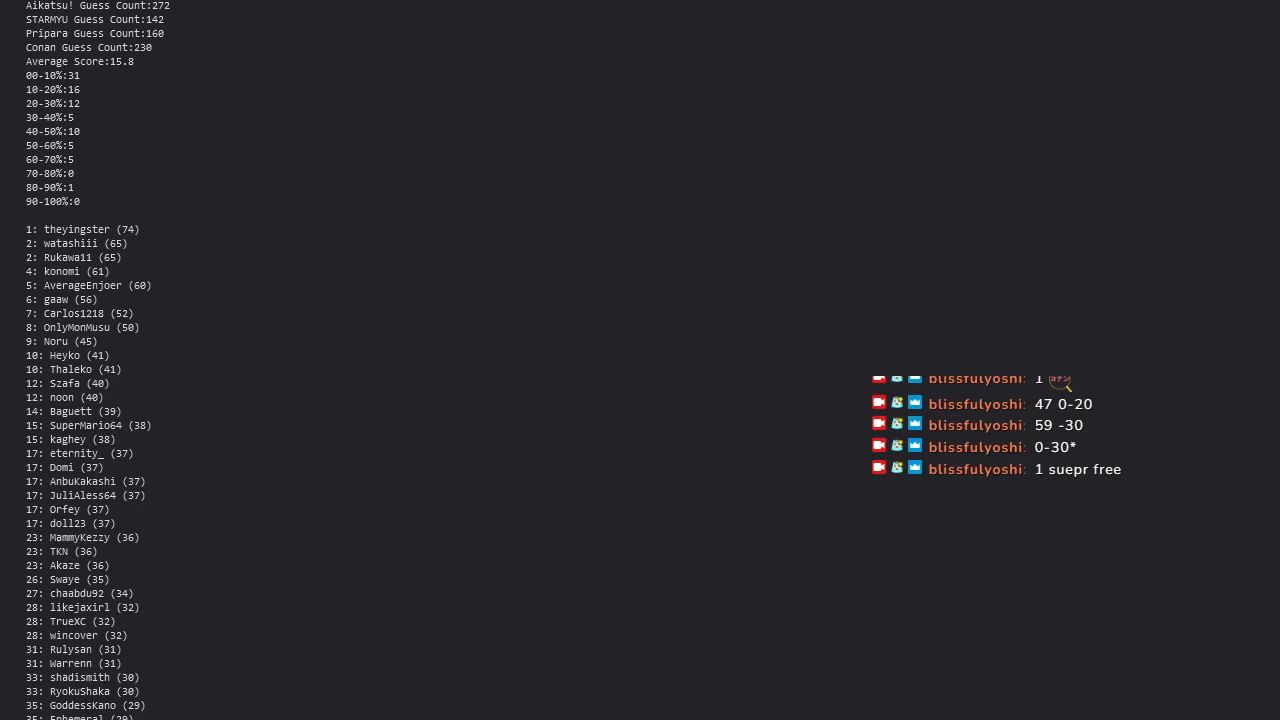 Aikatsu! Guess Count:272
STARMYU Guess Count:142
Pripara Guess Count:160
Conan Guess Count:230
Average Score:15.8
00-10%:31
10-20%:16
20-30%:12
30-40%:5
40-50%:10
50-60%:5
60-70%:5
70-80%:0
80-90%:1
90-100%:0
1: theyingster (74)
2: watashiii (65)
2: Rukawa11 (65)
4: konomi (61)
5: AverageEnjoer (60)
6: gaaw (56)
7: Carlos1218 (52)
8: OnlyMonMusu (50)
9: Noru (45)
10: Heyko (41)
10: Thaleko (41)
12: Szafa (40)
12: noon (40)
14: Baguett (39)
15: SuperMario64 (38)
15: kaghey (38)
17: eternity_ (37)
17: Domi (37)
17: AnbuKakashi (37)
17: JuliAless64 (37)
17: Orfey (37)
17: doll23 (37)
23: MammyKezzy (36)
23: TKN (36)
23: Akaze (36)
26: Swaye (35)
27: chaabdu92 (34)
28: likejaxirl (32)
28: TrueXC (32)
28: wincover (32)
31: Rulysan (31)
31: Warrenn (31)
33: shadismith (30)
33: RyokuShaka (30)
35: GoddessKano (29)
35: Ephemeral (29)
blissfulyoshi: 1 コナン
blissfulyoshi: 47 0-20
blissfulyoshi: 59 -30
blissfulyoshi: 0-30*
blissfulyoshi: 1 suepr free